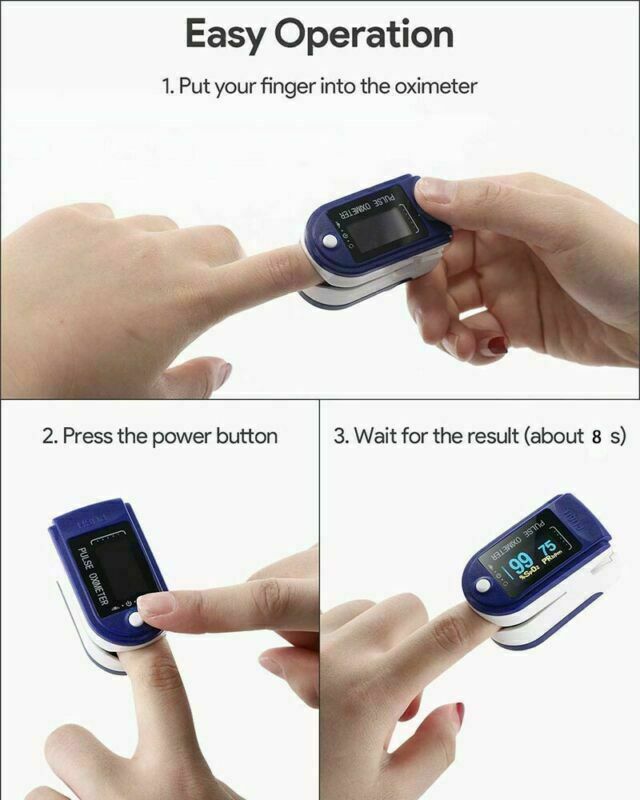 Easy Operation
1. Put your finger into the oximeter
PULSE OXIMETER
2. Press the power button
PULSE OXIMETER
3. Wait for the result (about 8 s)
PULSE OXIMETER
99 75
%SpO2 PRbpm